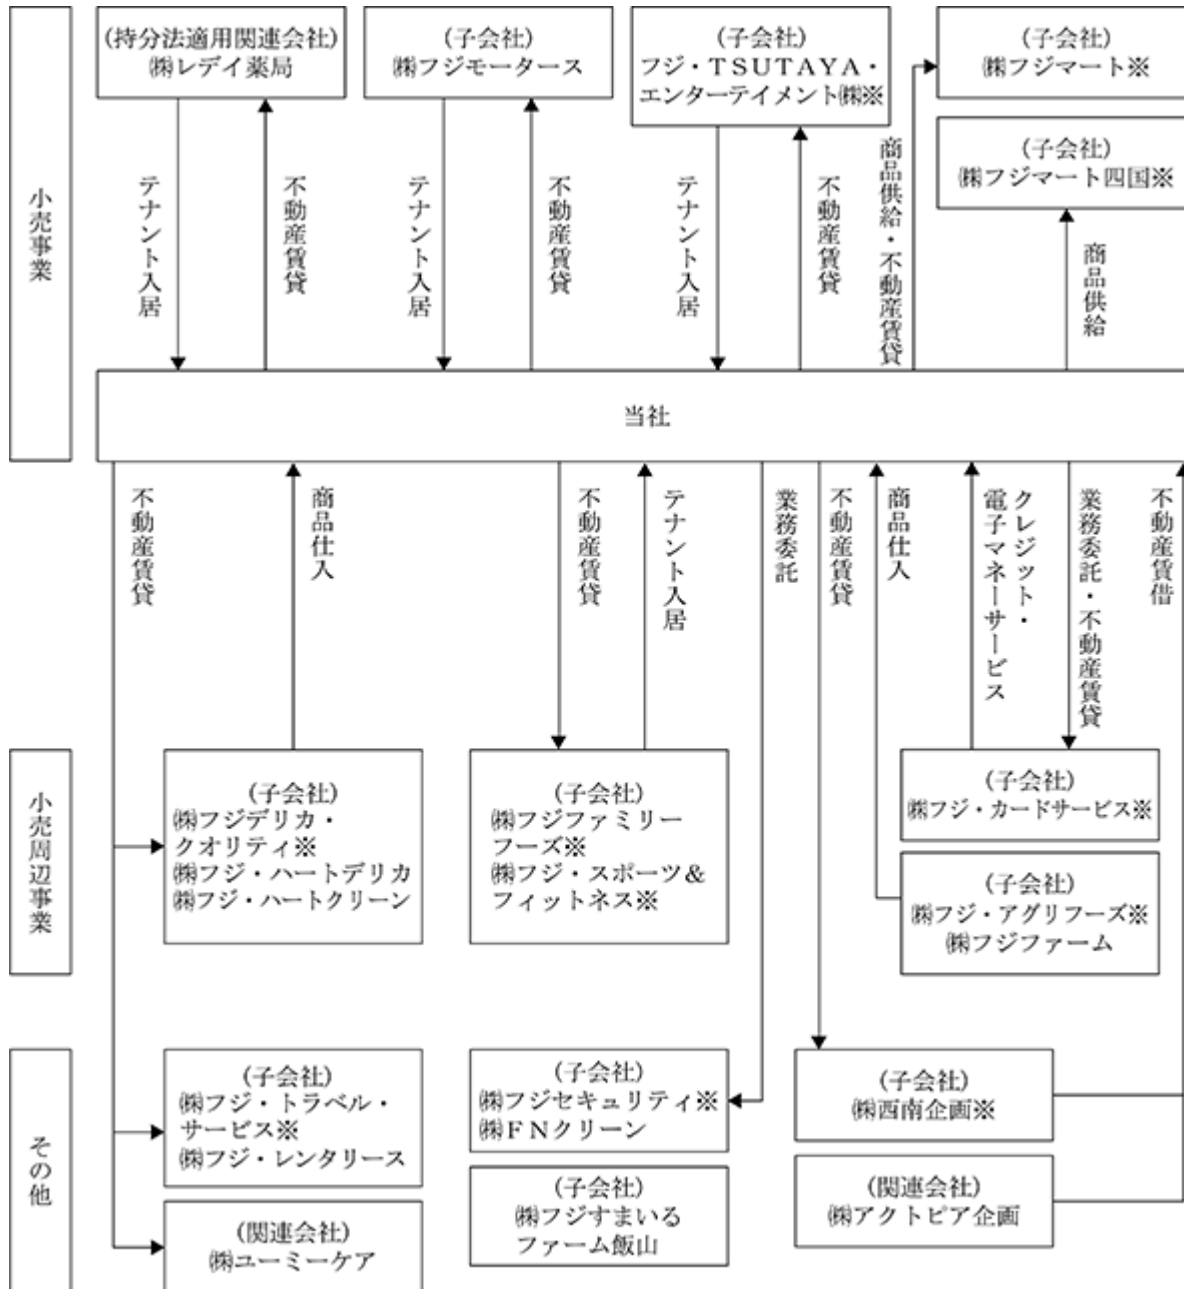 小売事業
(持分法適用関連会社)
㈱レデイ薬局
(子会社)
㈱フジモータース
(子会社)
フジ・ＴＳＵＴＡＹＡ・
エンターテイメント㈱※
(子会社)
㈱フジマート※
(子会社)
㈱フジマート四国※
テナント入居
不動産賃貸
テナント入居
不動産賃貸
テナント入居
不動産賃貸
商品供給・不動産賃貸
商品供給
当社
不動産賃貸
商品仕入
不動産賃貸
テナント入居
業務委託
不動産賃貸
商品仕入
クレジット・
電子マネーサービス
業務委託・不動産賃貸
不動産賃借
小売周辺事業
(子会社)
㈱フジデリカ・
クオリティ※
㈱フジ・ハートデリカ
㈱フジ・ハートクリーン
(子会社)
㈱フジファミリー
フーズ※
㈱フジ・スポーツ＆
フィットネス※
(子会社)
㈱フジ・カードサービス※
(子会社)
㈱フジ・アグリフーズ※
㈱フジファーム
その他
(子会社)
㈱フジ・トラベル・
サービス※
㈱フジ・レンタリース
(関連会社)
㈱ユーミーケア
(子会社)
㈱フジセキュリティ※
㈱ＦＮクリーン
(子会社)
㈱フジすまいる
ファーム飯山
(子会社)
㈱西南企画※
(関連会社)
㈱アクトピア企画